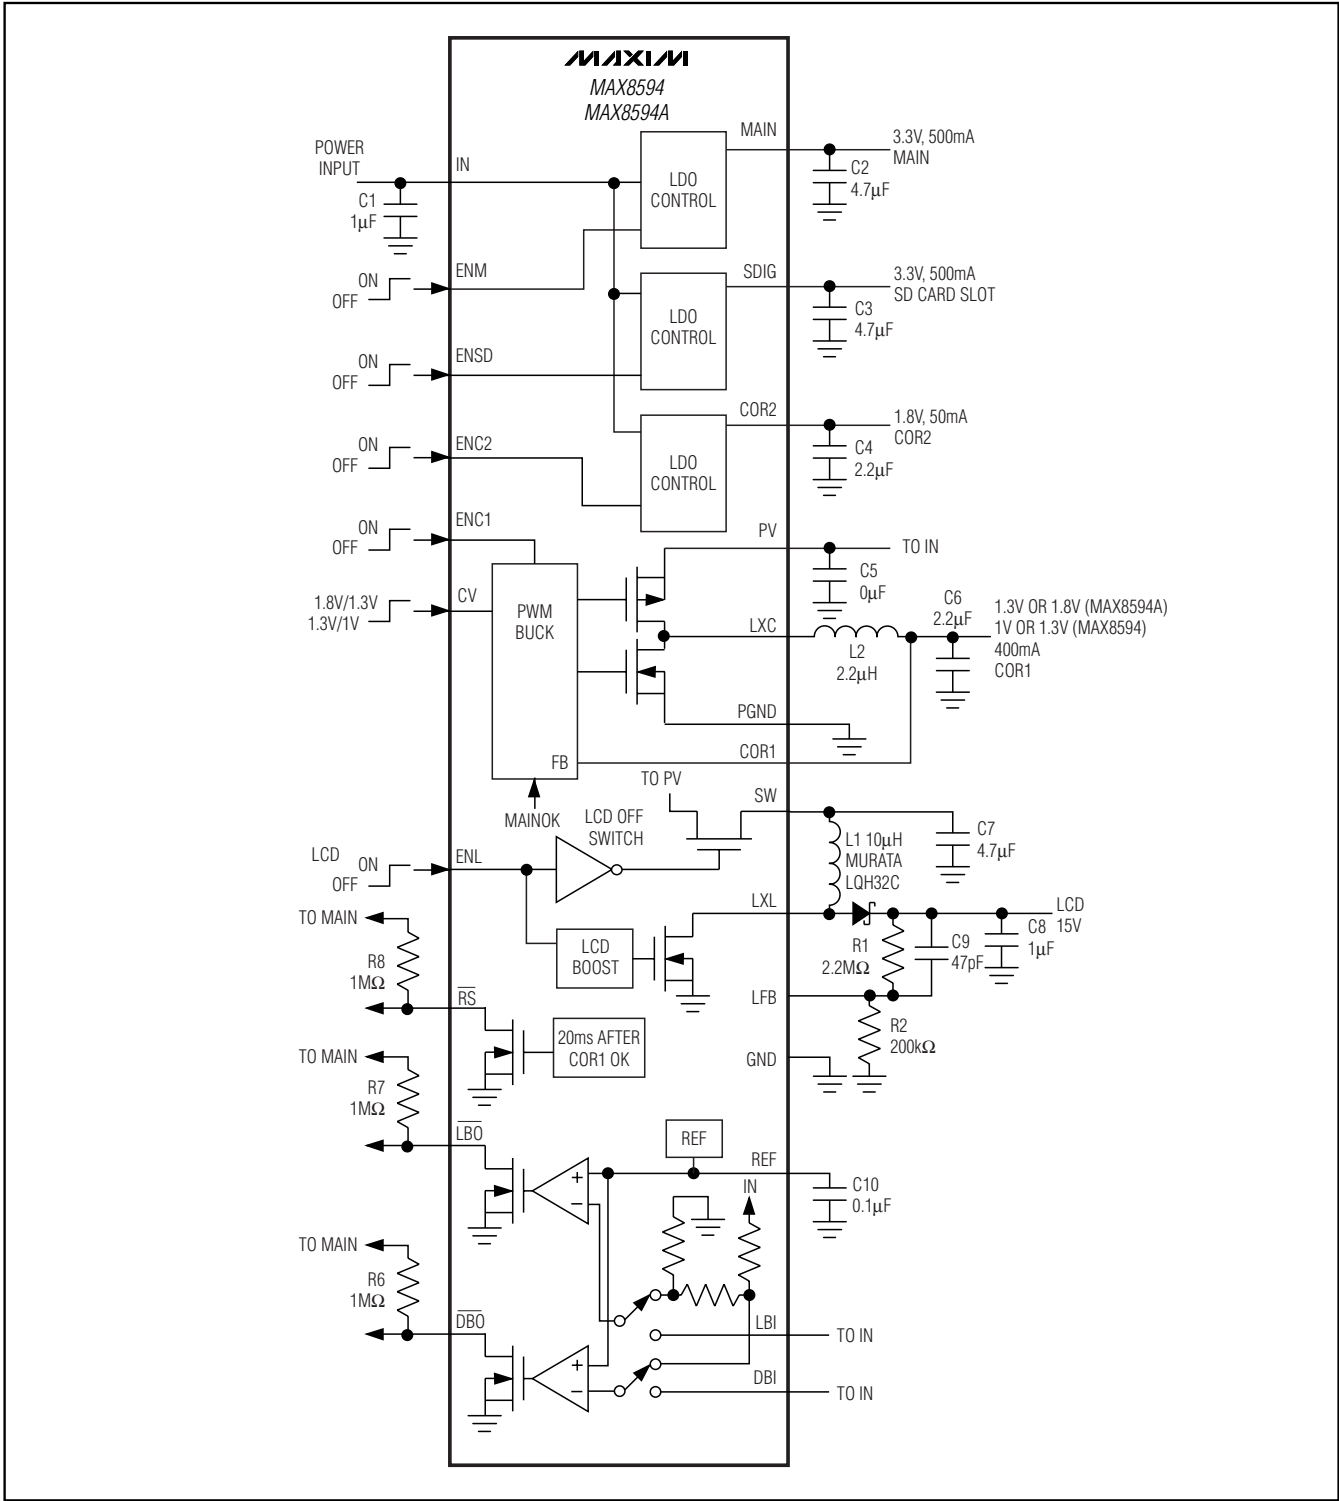 MAXIM
MAX8594
MAX8594A
POWER
INPUT
IN
C1
1µF
LDO
CONTROL
MAIN
3.3V, 500mA
MAIN
C2
4.7µF
ON
OFF
ENM
LDO
CONTROL
SDIG
3.3V, 500mA
SD CARD SLOT
C3
4.7µF
ON
OFF
ENSD
COR2
1.8V, 50mA
COR2
C4
2.2µF
ON
OFF
ENC2
LDO
CONTROL
ON
OFF
ENC1
PV
TO IN
C5
0µF
1.8V/1.3V
1.3V/1V
CV
PWM
BUCK
FB
MAINOK
LXC
L2
2.2µH
C6
2.2µF
1.3V OR 1.8V (MAX8594A)
1V OR 1.3V (MAX8594)
400mA
COR1
PGND
COR1
TO PV
SW
LCD OFF
SWITCH
L1 10µH
MURATA
LQH32C
C7
4.7µF
LCD
ON
OFF
ENL
LXL
LCD
15V
LCD
BOOST
R1
2.2MΩ
C9
47pF
C8
1µF
TO MAIN
R8
1MΩ
RS
LFB
R2
200kΩ
20ms AFTER
COR1 OK
GND
TO MAIN
R7
1MΩ
LBO
REF
REF
C10
0.1µF
+
−
IN
TO MAIN
R6
1MΩ
DBO
LBI
TO IN
+
−
DBI
TO IN